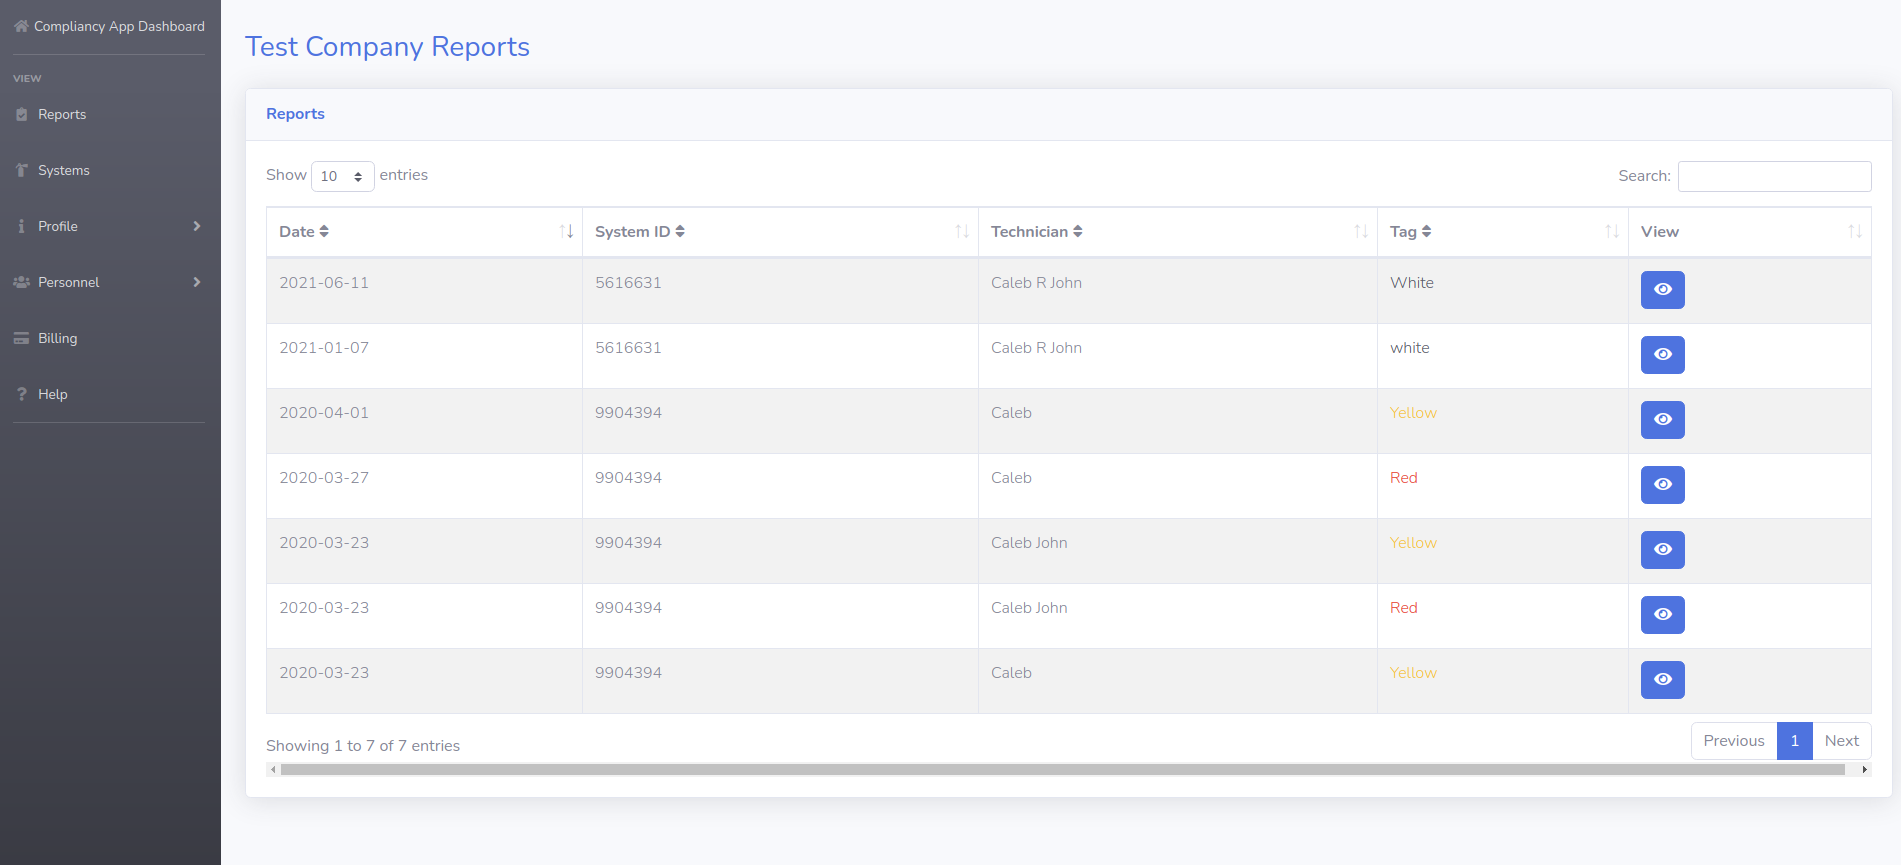 Compliancy App Dashboard
VIEW
Reports
Systems
Profile
Personnel
Billing
Help
Test Company Reports
Reports
Show 10 entries
Search:
Date System ID Technician Tag View
2021-06-11 5616631 Caleb R John White
2021-01-07 5616631 Caleb R John white
2020-04-01 9904394 Caleb Yellow
2020-03-27 9904394 Caleb Red
2020-03-23 9904394 Caleb John Yellow
2020-03-23 9904394 Caleb John Red
2020-03-23 9904394 Caleb Yellow
Showing 1 to 7 of 7 entries
Previous 1 Next